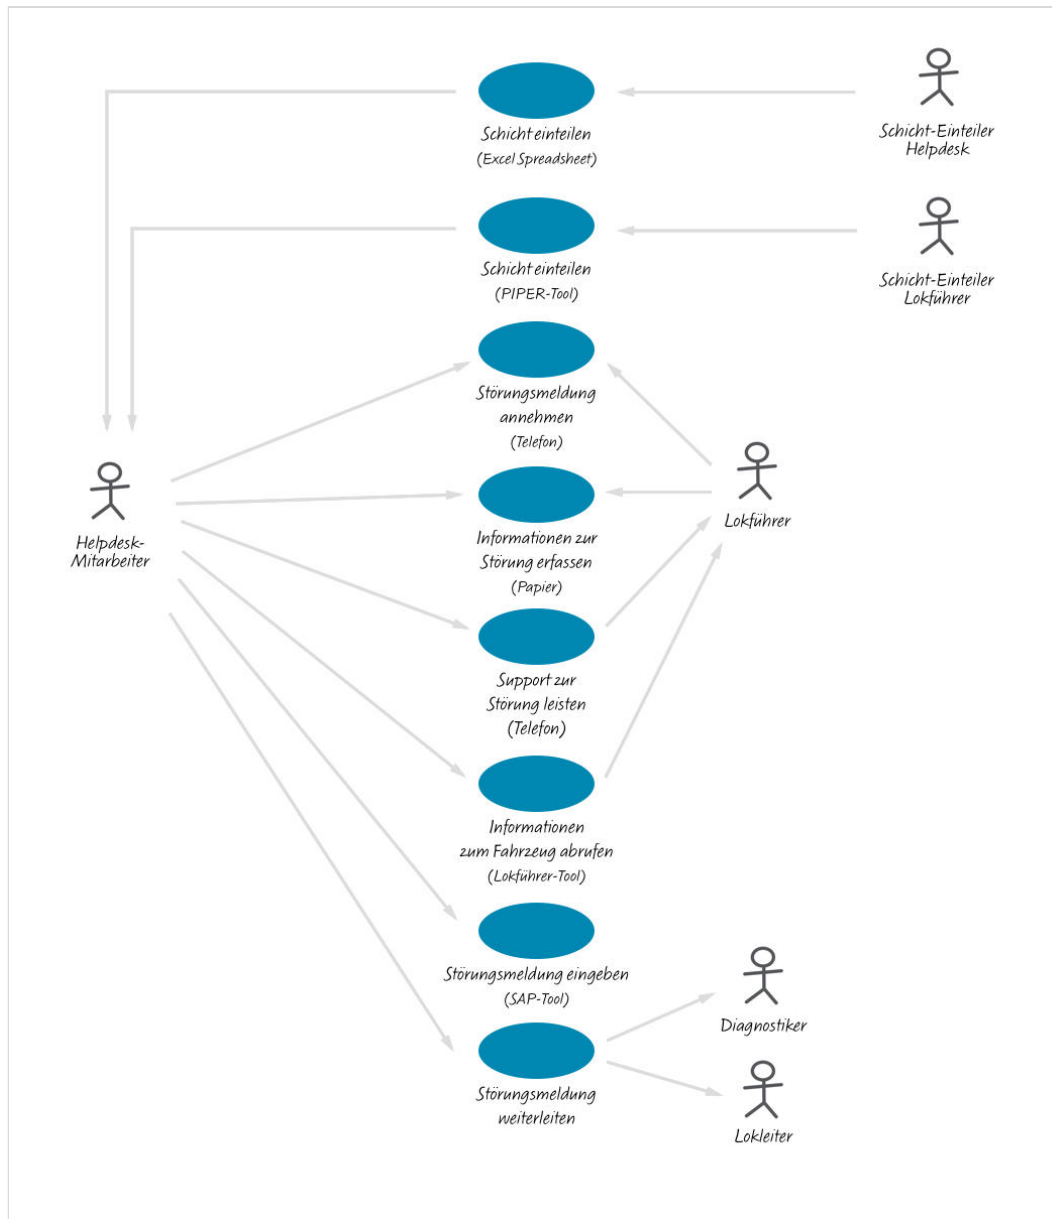 Schicht einteilen
(Excel Spreadsheet)
Schicht-Einteiler
Helpdesk
Schicht einteilen
(PIPER-Tool)
Schicht-Einteiler
Lokführer
Störungsmeldung
annehmen
(Telefon)
Helpdesk-
Mitarbeiter
Informationen zur
Störung erfassen
(Papier)
Lokführer
Support zur
Störung leisten
(Telefon)
Informationen
zum Fahrzeug abrufen
(Lokführer-Tool)
Störungsmeldung eingeben
(SAP-Tool)
Diagnostiker
Störungsmeldung
weiterleiten
Lokleiter